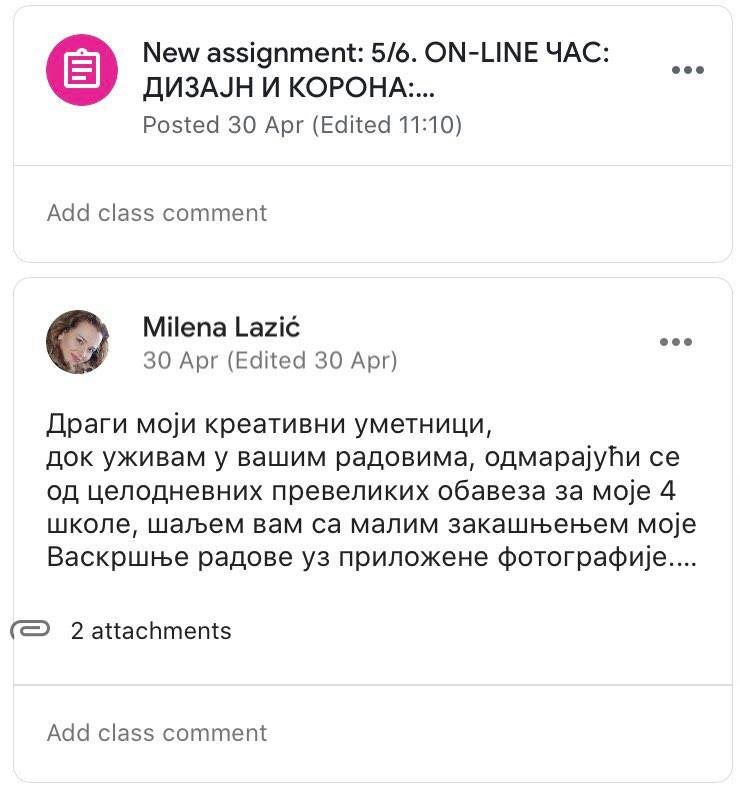 New assignment: 5/6. ON-LINE ЧАС:
ДИЗАЈН И КОРОНА:...
Posted 30 Apr (Edited 11:10)
Add class comment
Milena Lazić
30 Apr (Edited 30 Apr)
Драги моји креативни уметници,
док уживам у вашим радовима, одмарајући се
од целодневних превеликих обавеза за моје 4
школе, шаљем вам са малим закашњењем моје
Васкршње радове уз приложене фотографије....
2 attachments
Add class comment